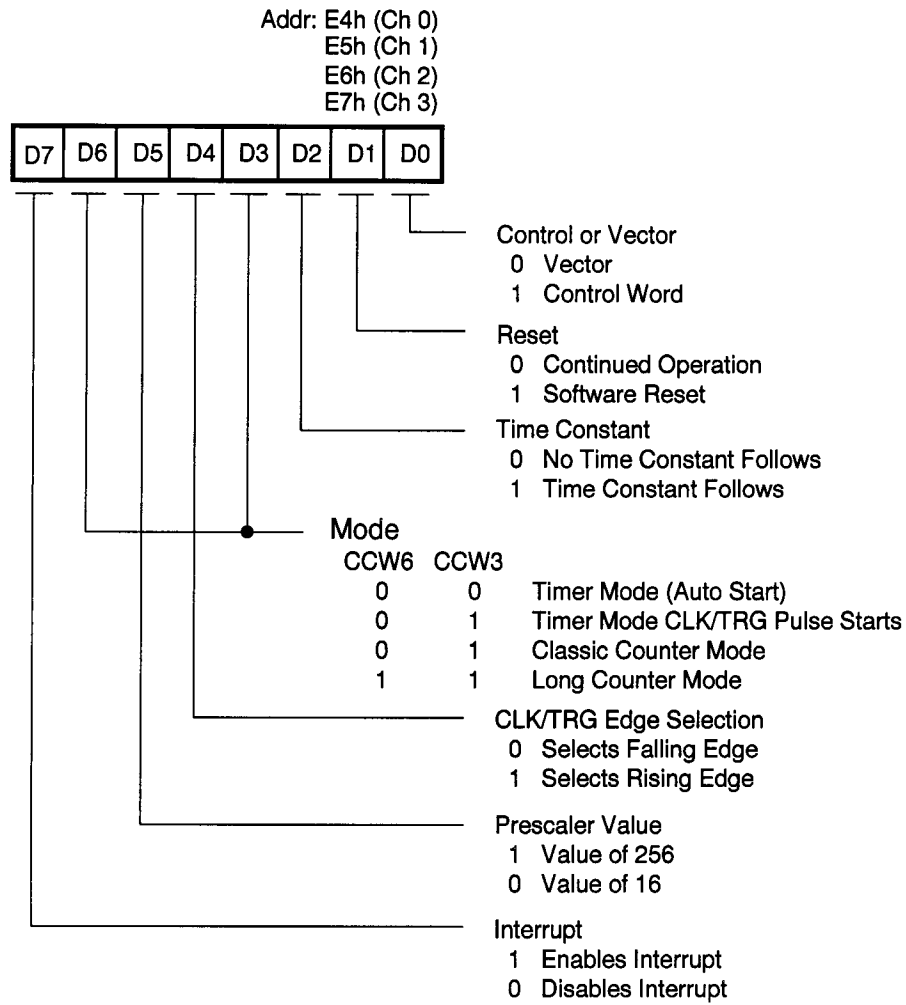 Addr: E4h (Ch 0)
E5h (Ch 1)
E6h (Ch 2)
E7h (Ch 3)
D7 D6 D5 D4 D3 D2 D1 D0
Control or Vector
0 Vector
1 Control Word
Reset
0 Continued Operation
1 Software Reset
Time Constant
0 No Time Constant Follows
1 Time Constant Follows
Mode
CCW6 CCW3
0 0 Timer Mode (Auto Start)
0 1 Timer Mode CLK/TRG Pulse Starts
0 1 Classic Counter Mode
1 1 Long Counter Mode
CLK/TRG Edge Selection
0 Selects Falling Edge
1 Selects Rising Edge
Prescaler Value
1 Value of 256
0 Value of 16
Interrupt
1 Enables Interrupt
0 Disables Interrupt